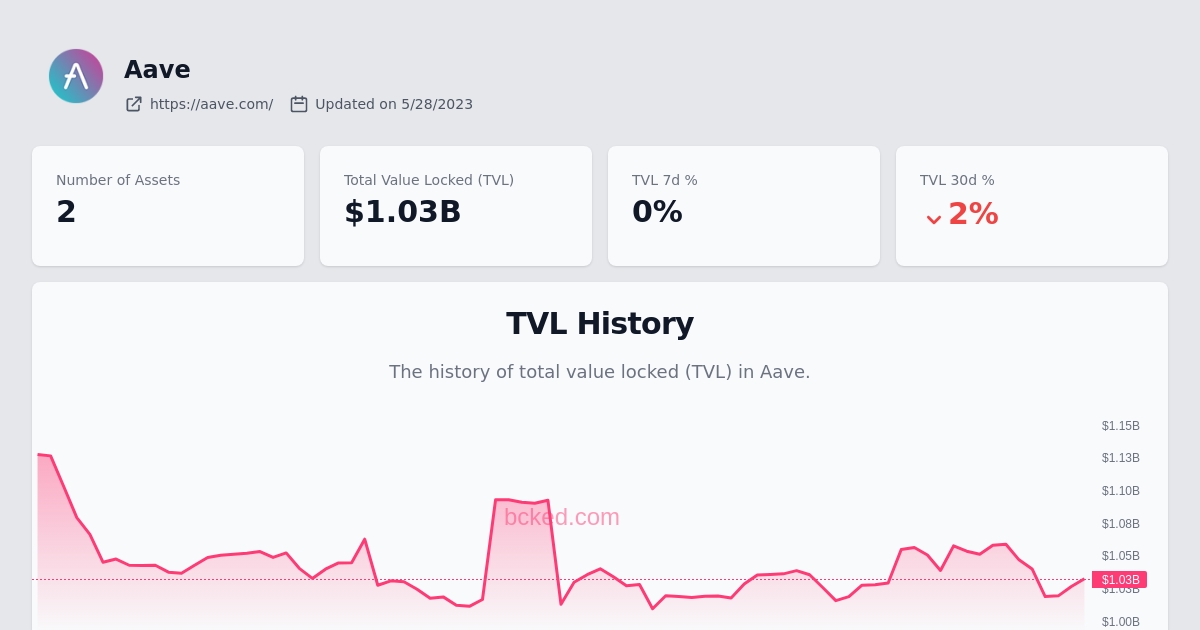 Aave
https://aave.com/ Updated on 5/28/2023
Number of Assets
2
Total Value Locked (TVL)
$1.03B
TVL 7d %
0%
TVL 30d %
2%
TVL History
The history of total value locked (TVL) in Aave.
bcked.com
$1.15B
$1.13B
$1.10B
$1.08B
$1.05B
$1.03B
$1.03B
$1.00B